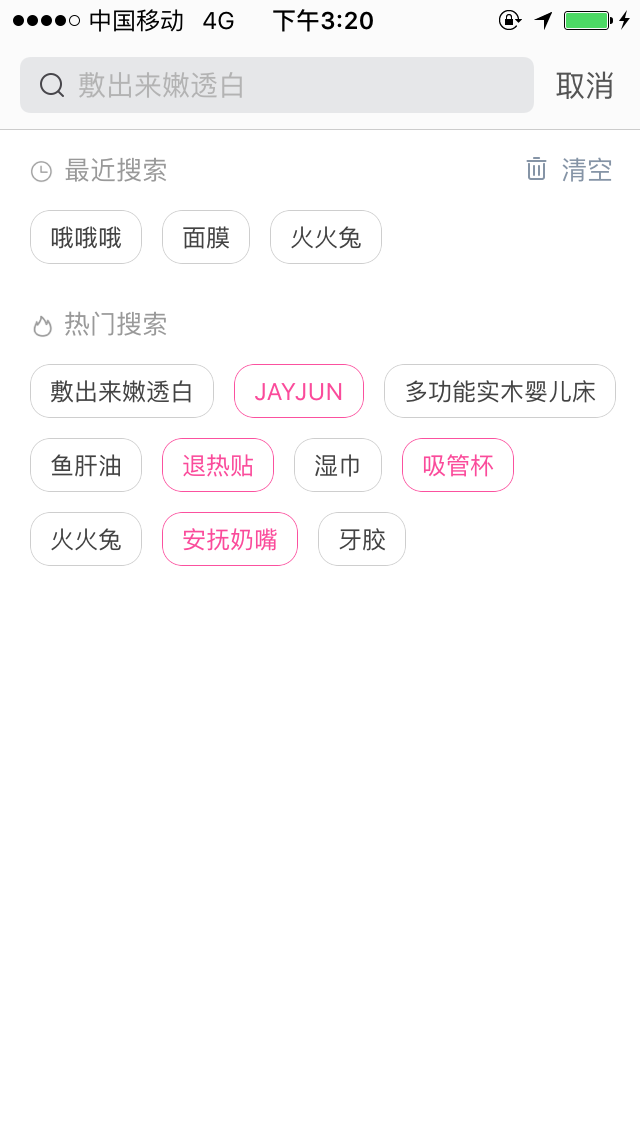 中国移动 4G 下午3:20
敷出来嫩透白 取消
最近搜索 清空
哦哦哦 面膜 火火兔
热门搜索
敷出来嫩透白 JAYJUN 多功能实木婴儿床
鱼肝油 退热贴 湿巾 吸管杯
火火兔 安抚奶嘴 牙胶